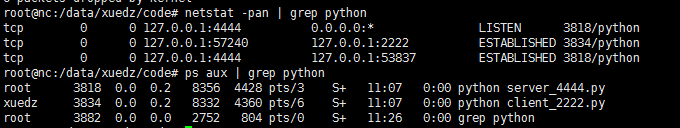 root@nc:/data/xuedz/code# netstat -pan | grep python
tcp 0 0 127.0.0.1:4444 0.0.0.0:* LISTEN 3818/python
tcp 0 0 127.0.0.1:57240 127.0.0.1:2222 ESTABLISHED 3834/python
tcp 0 0 127.0.0.1:4444 127.0.0.1:53837 ESTABLISHED 3818/python
root@nc:/data/xuedz/code# ps aux | grep python
root 3818 0.0 0.2 8356 4428 pts/3 S+ 11:07 0:00 python server_4444.py
xuedz 3834 0.0 0.2 8332 4360 pts/6 S+ 11:07 0:00 python client_2222.py
root 3882 0.0 0.0 2752 804 pts/0 S+ 11:26 0:00 grep python